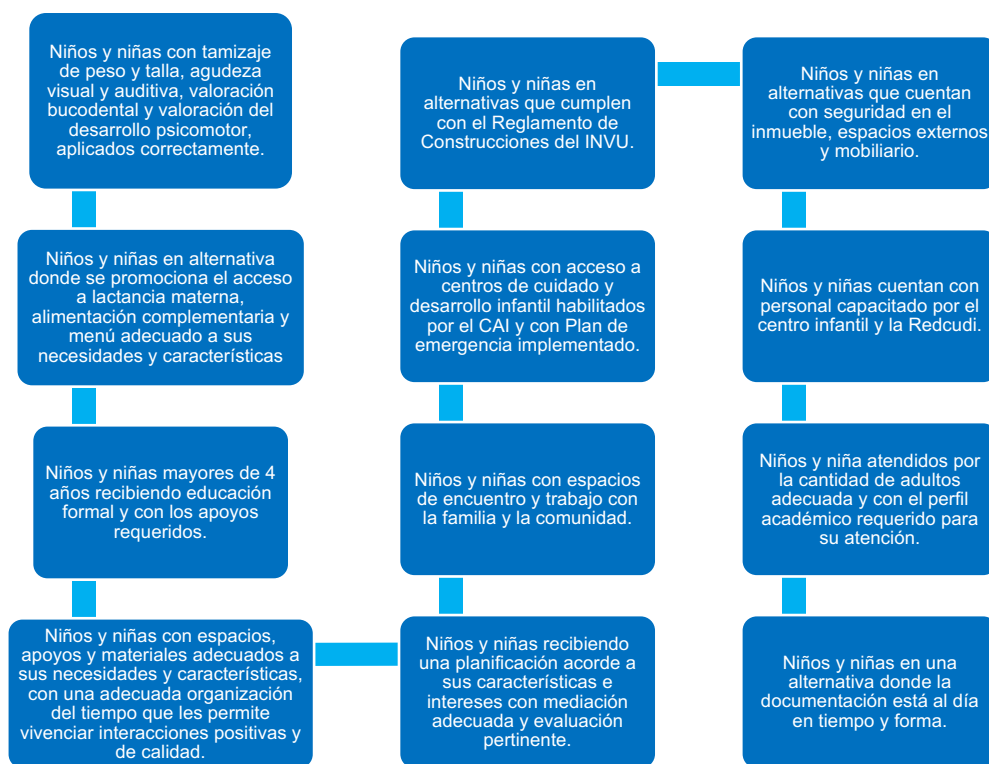 Niños y niñas con tamizaje
de peso y talla, agudeza
visual y auditiva, valoración
bucodental y valoración del
desarrollo psicomotor,
aplicados correctamente.
Niños y niñas en alternativa
donde se promociona el acceso
a lactancia materna,
alimentación complementaria y
menú adecuado a sus
necesidades y características
Niños y niñas mayores de 4
años recibiendo educación
formal y con los apoyos
requeridos.
Niños y niñas con espacios,
apoyos y materiales adecuados a
sus necesidades y características,
con una adecuada organización
del tiempo que les permite
vivenciar interacciones positivas y
de calidad.
Niños y niñas recibiendo
una planificación acorde a
sus características e
intereses con mediación
adecuada y evaluación
pertinente.
Niños y niñas con espacios
de encuentro y trabajo con
la familia y la comunidad.
Niños y niñas con acceso a
centros de cuidado y
desarrollo infantil habilitados
por el CAI y con Plan de
emergencia implementado.
Niños y niñas en
alternativas que cumplen
con el Reglamento de
Construcciones del INVU.
Niños y niñas en
alternativas que cuentan
con seguridad en el
inmueble, espacios externos
y mobiliario.
Niños y niñas cuentan con
personal capacitado por el
centro infantil y la Redcudi.
Niños y niña atendidos por
la cantidad de adultos
adecuada y con el perfil
académico requerido para
su atención.
Niños y niñas en una
alternativa donde la
documentación está al día
en tiempo y forma.